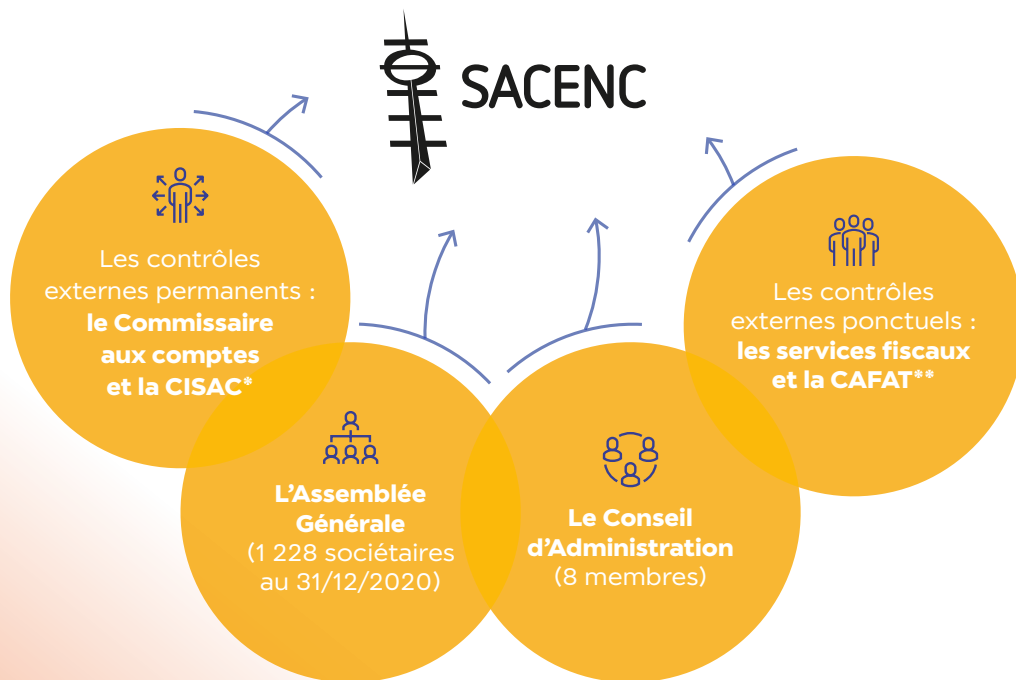 SACENC
Les contrôles
externes permanents :
le Commissaire
aux comptes
et la CISAC*
L'Assemblée
Générale
(1 228 sociétaires
au 31/12/2020)
Le Conseil
d'Administration
(8 membres)
Les contrôles
externes ponctuels :
les services fiscaux
et la CAFAT**